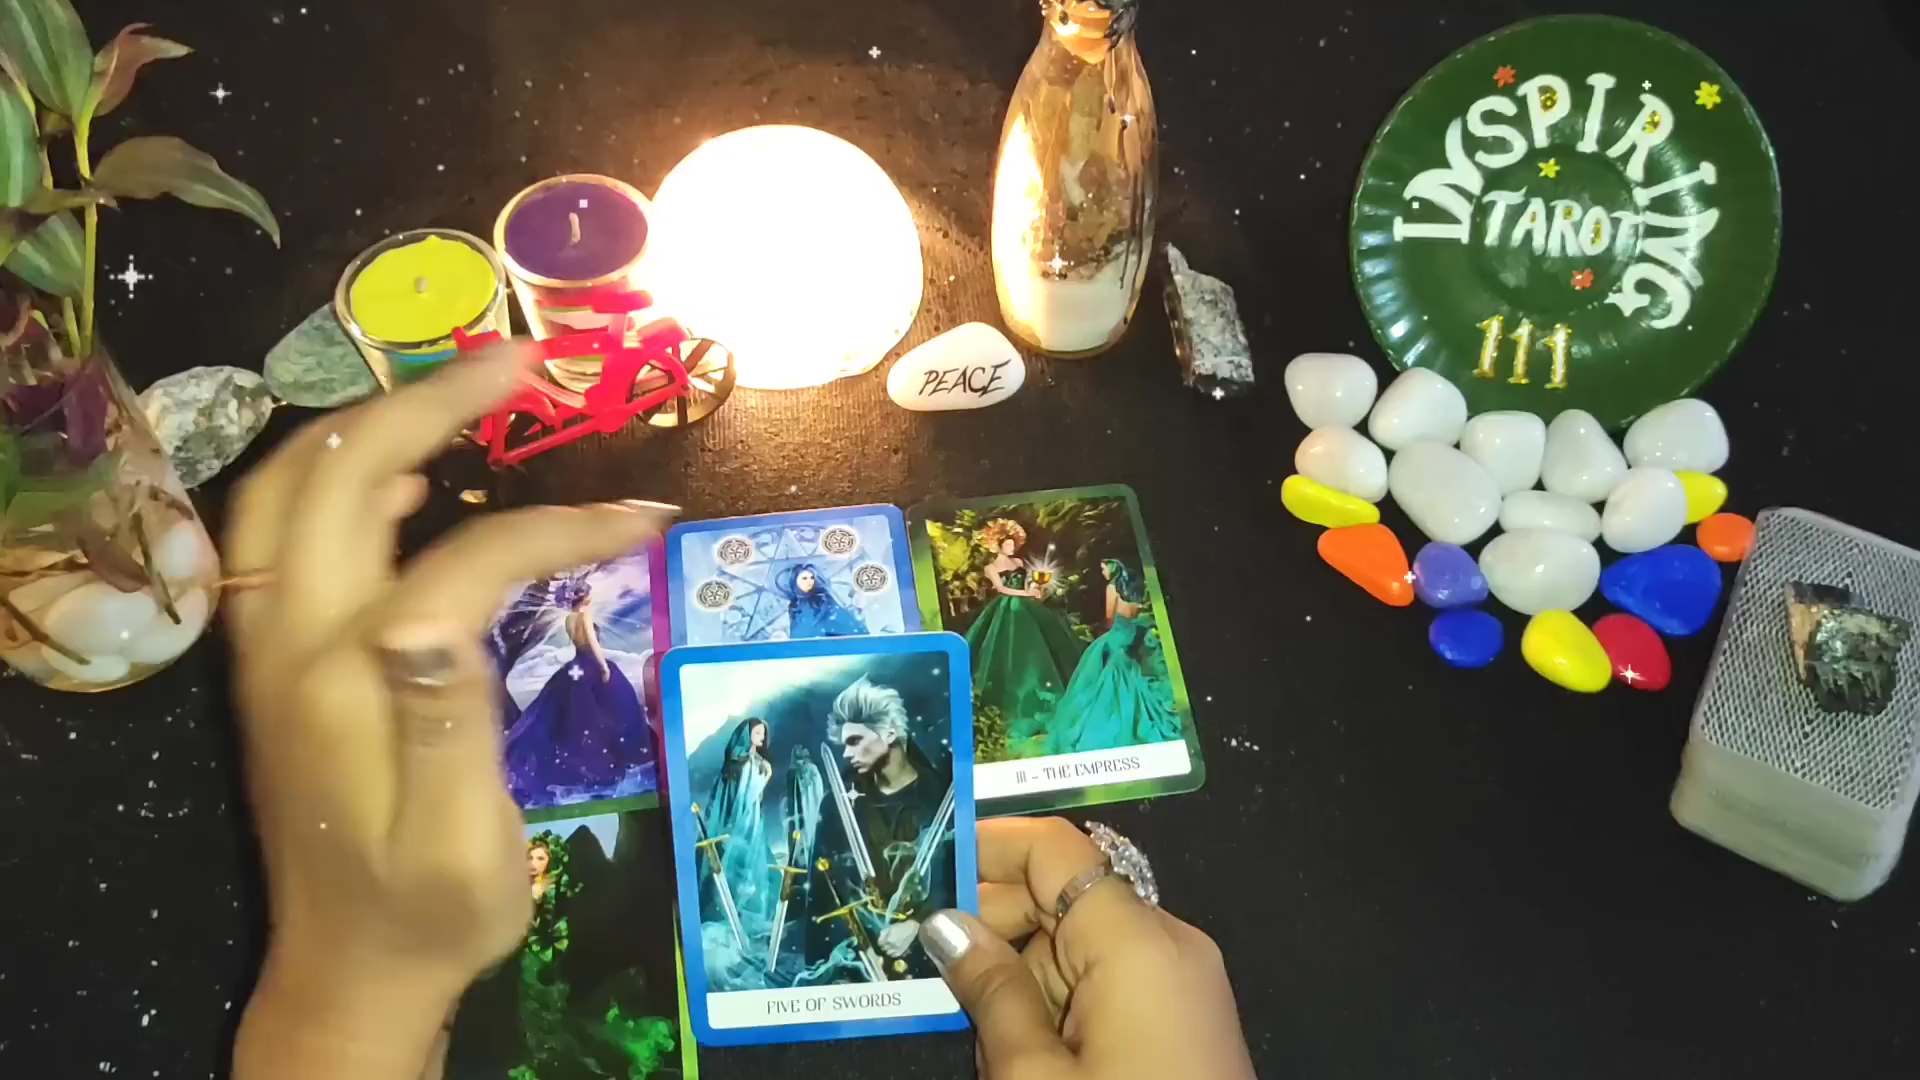 INSPIRING
TAROT
111
PEACE
III - THE EMPRESS
FIVE OF SWORDS